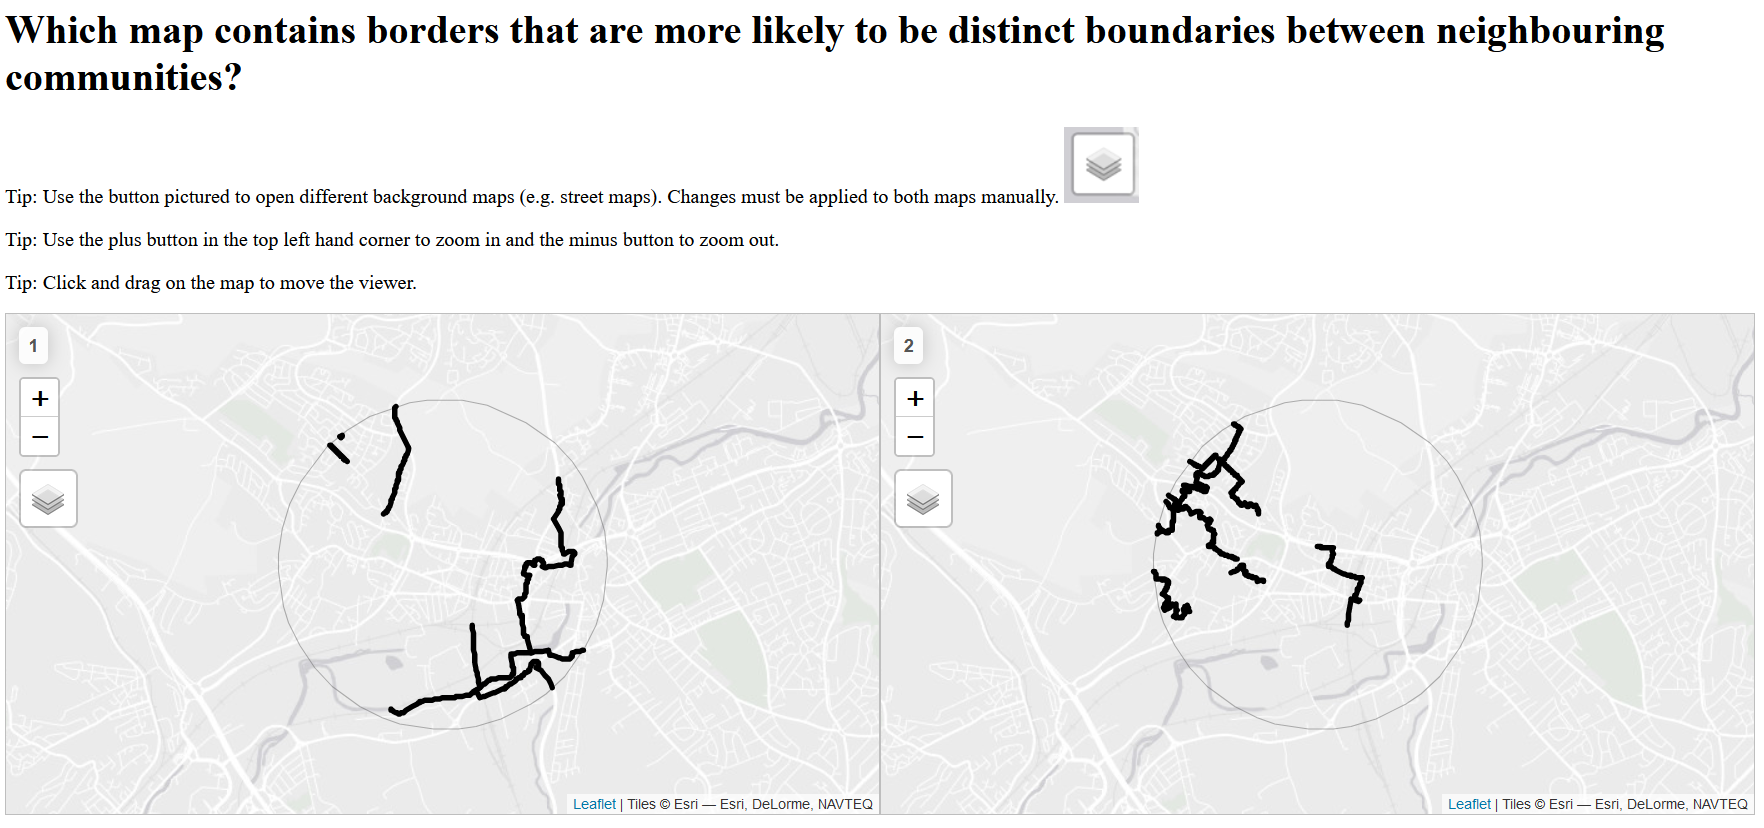 Which map contains borders that are more likely to be distinct boundaries between neighbouring
communities?
Tip: Use the button pictured to open different background maps (e.g. street maps). Changes must be applied to both maps manually.
Tip: Use the plus button in the top left hand corner to zoom in and the minus button to zoom out.
Tip: Click and drag on the map to move the viewer.
1
+
−
Leaflet | Tiles © Esri — Esri, DeLorme, NAVTEQ
2
+
−
Leaflet | Tiles © Esri — Esri, DeLorme, NAVTEQ